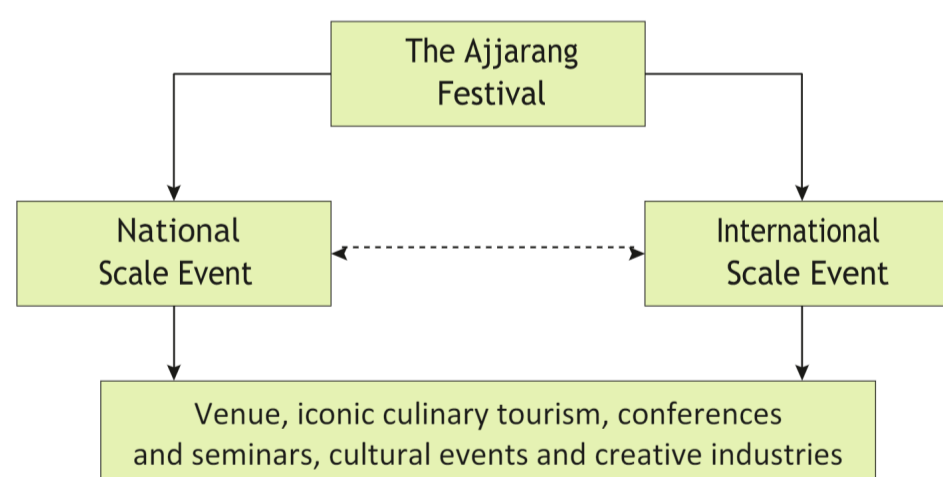 The Ajjarang
Festival
National
Scale Event
International
Scale Event
Venue, iconic culinary tourism, conferences
and seminars, cultural events and creative industries